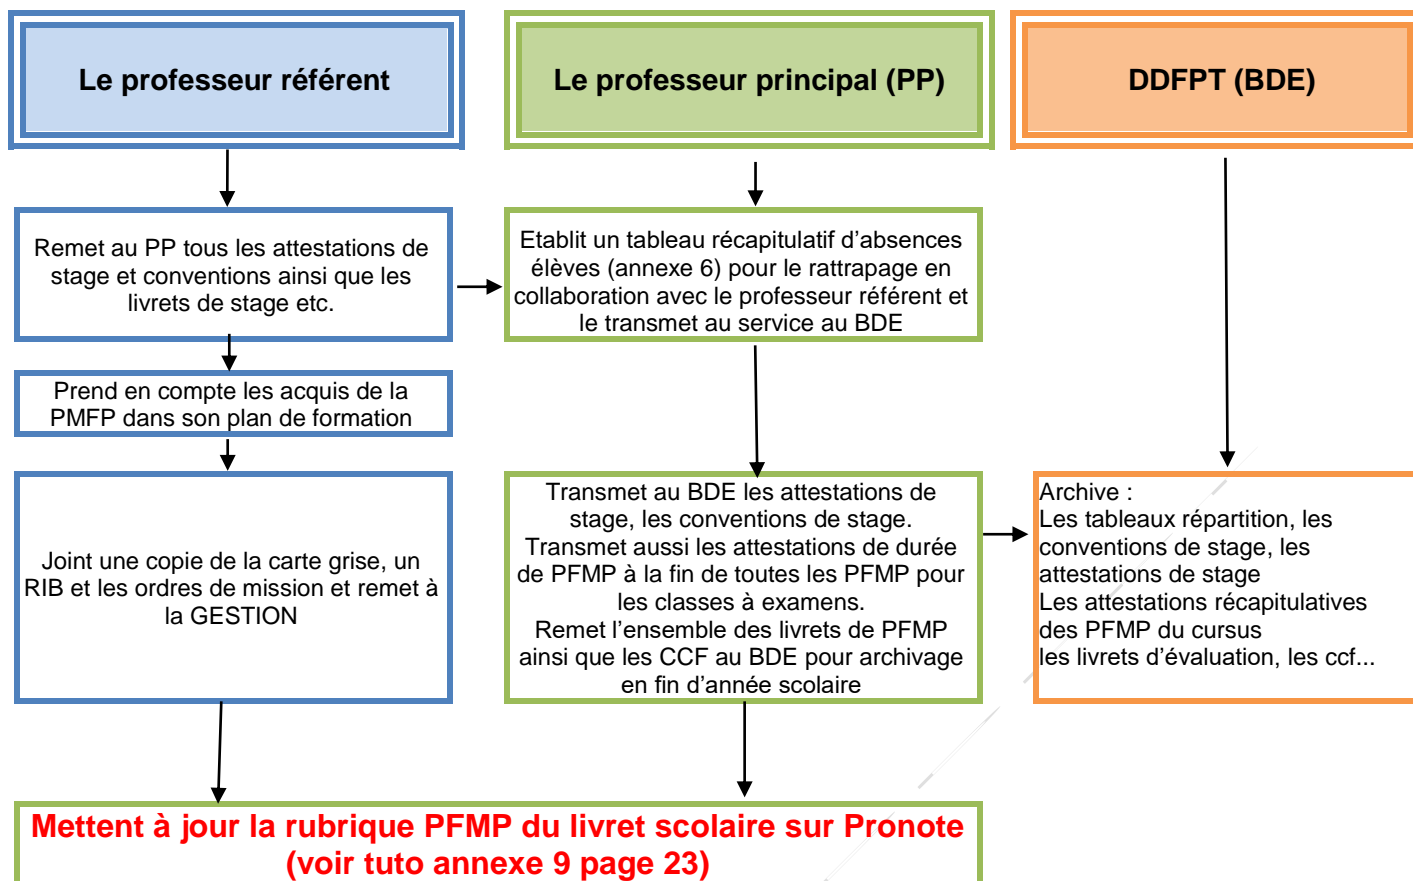 Le professeur référent
Le professeur principal (PP)
DDFPT (BDE)
Remet au PP tous les attestations de
stage et conventions ainsi que les
livrets de stage etc.
Etablit un tableau récapitulatif d’absences
élèves (annexe 6) pour le rattrapage en
collaboration avec le professeur référent et
le transmet au service au BDE
Prend en compte les acquis de la
PMFP dans son plan de formation
Joint une copie de la carte grise, un
RIB et les ordres de mission et remet à
la GESTION
Transmet au BDE les attestations de
stage, les conventions de stage.
Transmet aussi les attestations de durée
de PFMP à la fin de toutes les PFMP pour
les classes à examens.
Remet l’ensemble des livrets de PFMP
ainsi que les CCF au BDE pour archivage
en fin d’année scolaire
Archive :
Les tableaux répartition, les
conventions de stage, les
attestations de stage
Les attestations récapitulatives
des PFMP du cursus
les livrets d’évaluation, les ccf...
Mettent à jour la rubrique PFMP du livret scolaire sur Pronote
(voir tuto annexe 9 page 23)